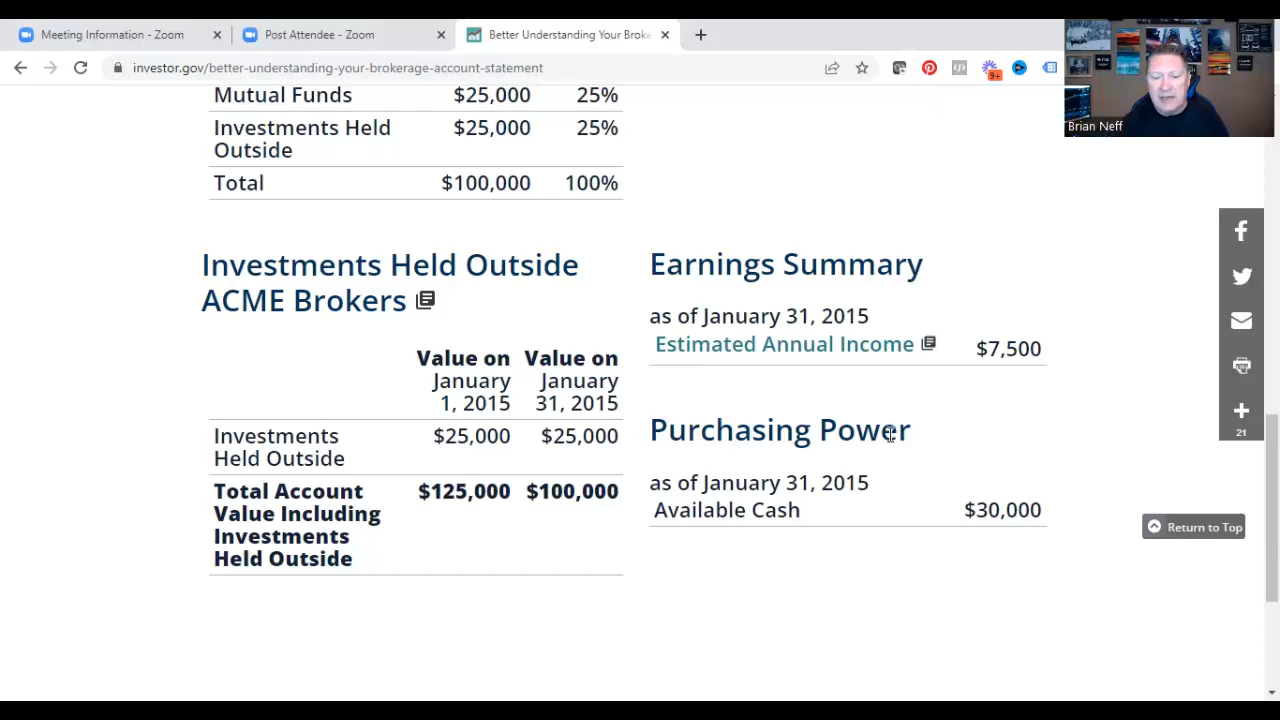 Meeting Information - Zoom
Post Attendee - Zoom
Better Understanding Your Broke
investor.gov/better-understanding-your-brokerage-account-statement
9+
Brian Neff
Mutual Funds $25,000 25%
Investments Held $25,000 25%
Outside
Total $100,000 100%
Investments Held Outside
ACME Brokers
Value on Value on
January January
1, 2015 31, 2015
Investments $25,000 $25,000
Held Outside
Total Account $125,000 $100,000
Value Including
Investments
Held Outside
Earnings Summary
as of January 31, 2015
Estimated Annual Income $7,500
Purchasing Power
as of January 31, 2015
Available Cash $30,000
21
Return to Top